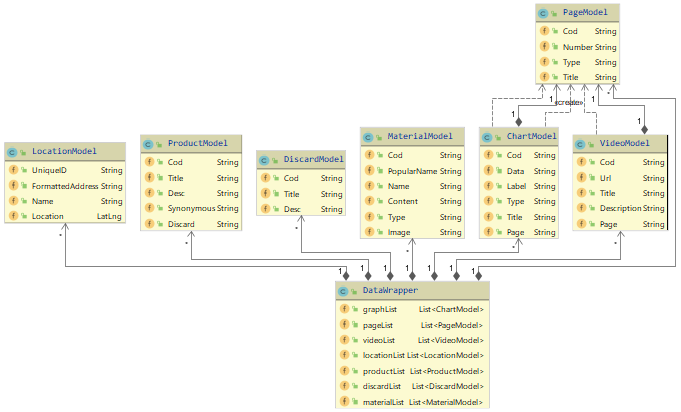 PageModel
Cod String
Number String
Type String
Title String
1 «create» 1 *
1 1
LocationModel
UniqueID String
FormattedAddress String
Name String
Location LatLng
ProductModel
Cod String
Title String
Desc String
Synonymous String
Discard String
DiscardModel
Cod String
Title String
Desc String
MaterialModel
Cod String
PopularName String
Name String
Content String
Type String
Image String
ChartModel
Cod String
Data String
Label String
Type String
Title String
Page String
VideoModel
Cod String
Url String
Title String
Description String
Page String
* * * * * *
1 1 1 1 1 1 1
DataWrapper
graphList List<ChartModel>
pageList List<PageModel>
videoList List<VideoModel>
locationList List<LocationModel>
productList List<ProductModel>
discardList List<DiscardModel>
materialList List<MaterialModel>